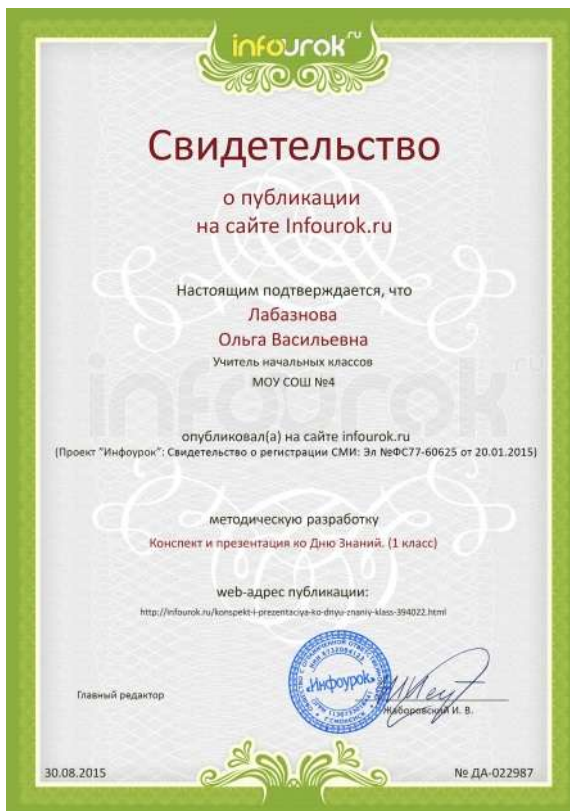 infourok.ru
Свидетельство
о публикации
на сайте Infourok.ru
Настоящим подтверждается, что
Лабазнова
Ольга Васильевна
Учитель начальных классов
МОУ СОШ №4
опубликовал(а) на сайте infourok.ru
(Проект "Инфоурок": Свидетельство о регистрации СМИ: Эл №ФС77-60625 от 20.01.2015)
методическую разработку
Конспект и презентация ко Дню Знаний. (1 класс)
web-адрес публикации:
http://infourok.ru/konspekt-i-prezentaciya-ko-dnyu-znaniy-klass-394022.html
«Инфоурок»
Главный редактор
Жаборовский И. В.
30.08.2015
№ ДА-022987